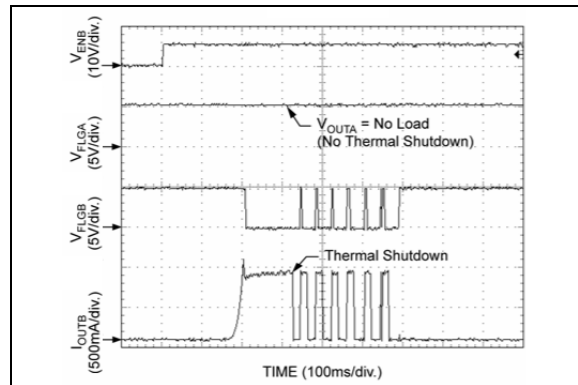 V_ENB
(10V/div.)
V_OUTA = No Load
(No Thermal Shutdown)
V_FLGA
(5V/div.)
V_FLGB
(5V/div.)
Thermal Shutdown
I_OUTB
(500mA/div.)
TIME (100ms/div.)